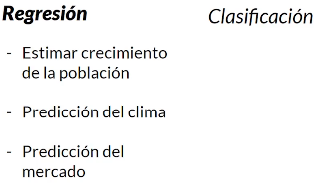 Regresión
Clasificación
- Estimar crecimiento
de la población
- Predicción del clima
- Predicción del
mercado